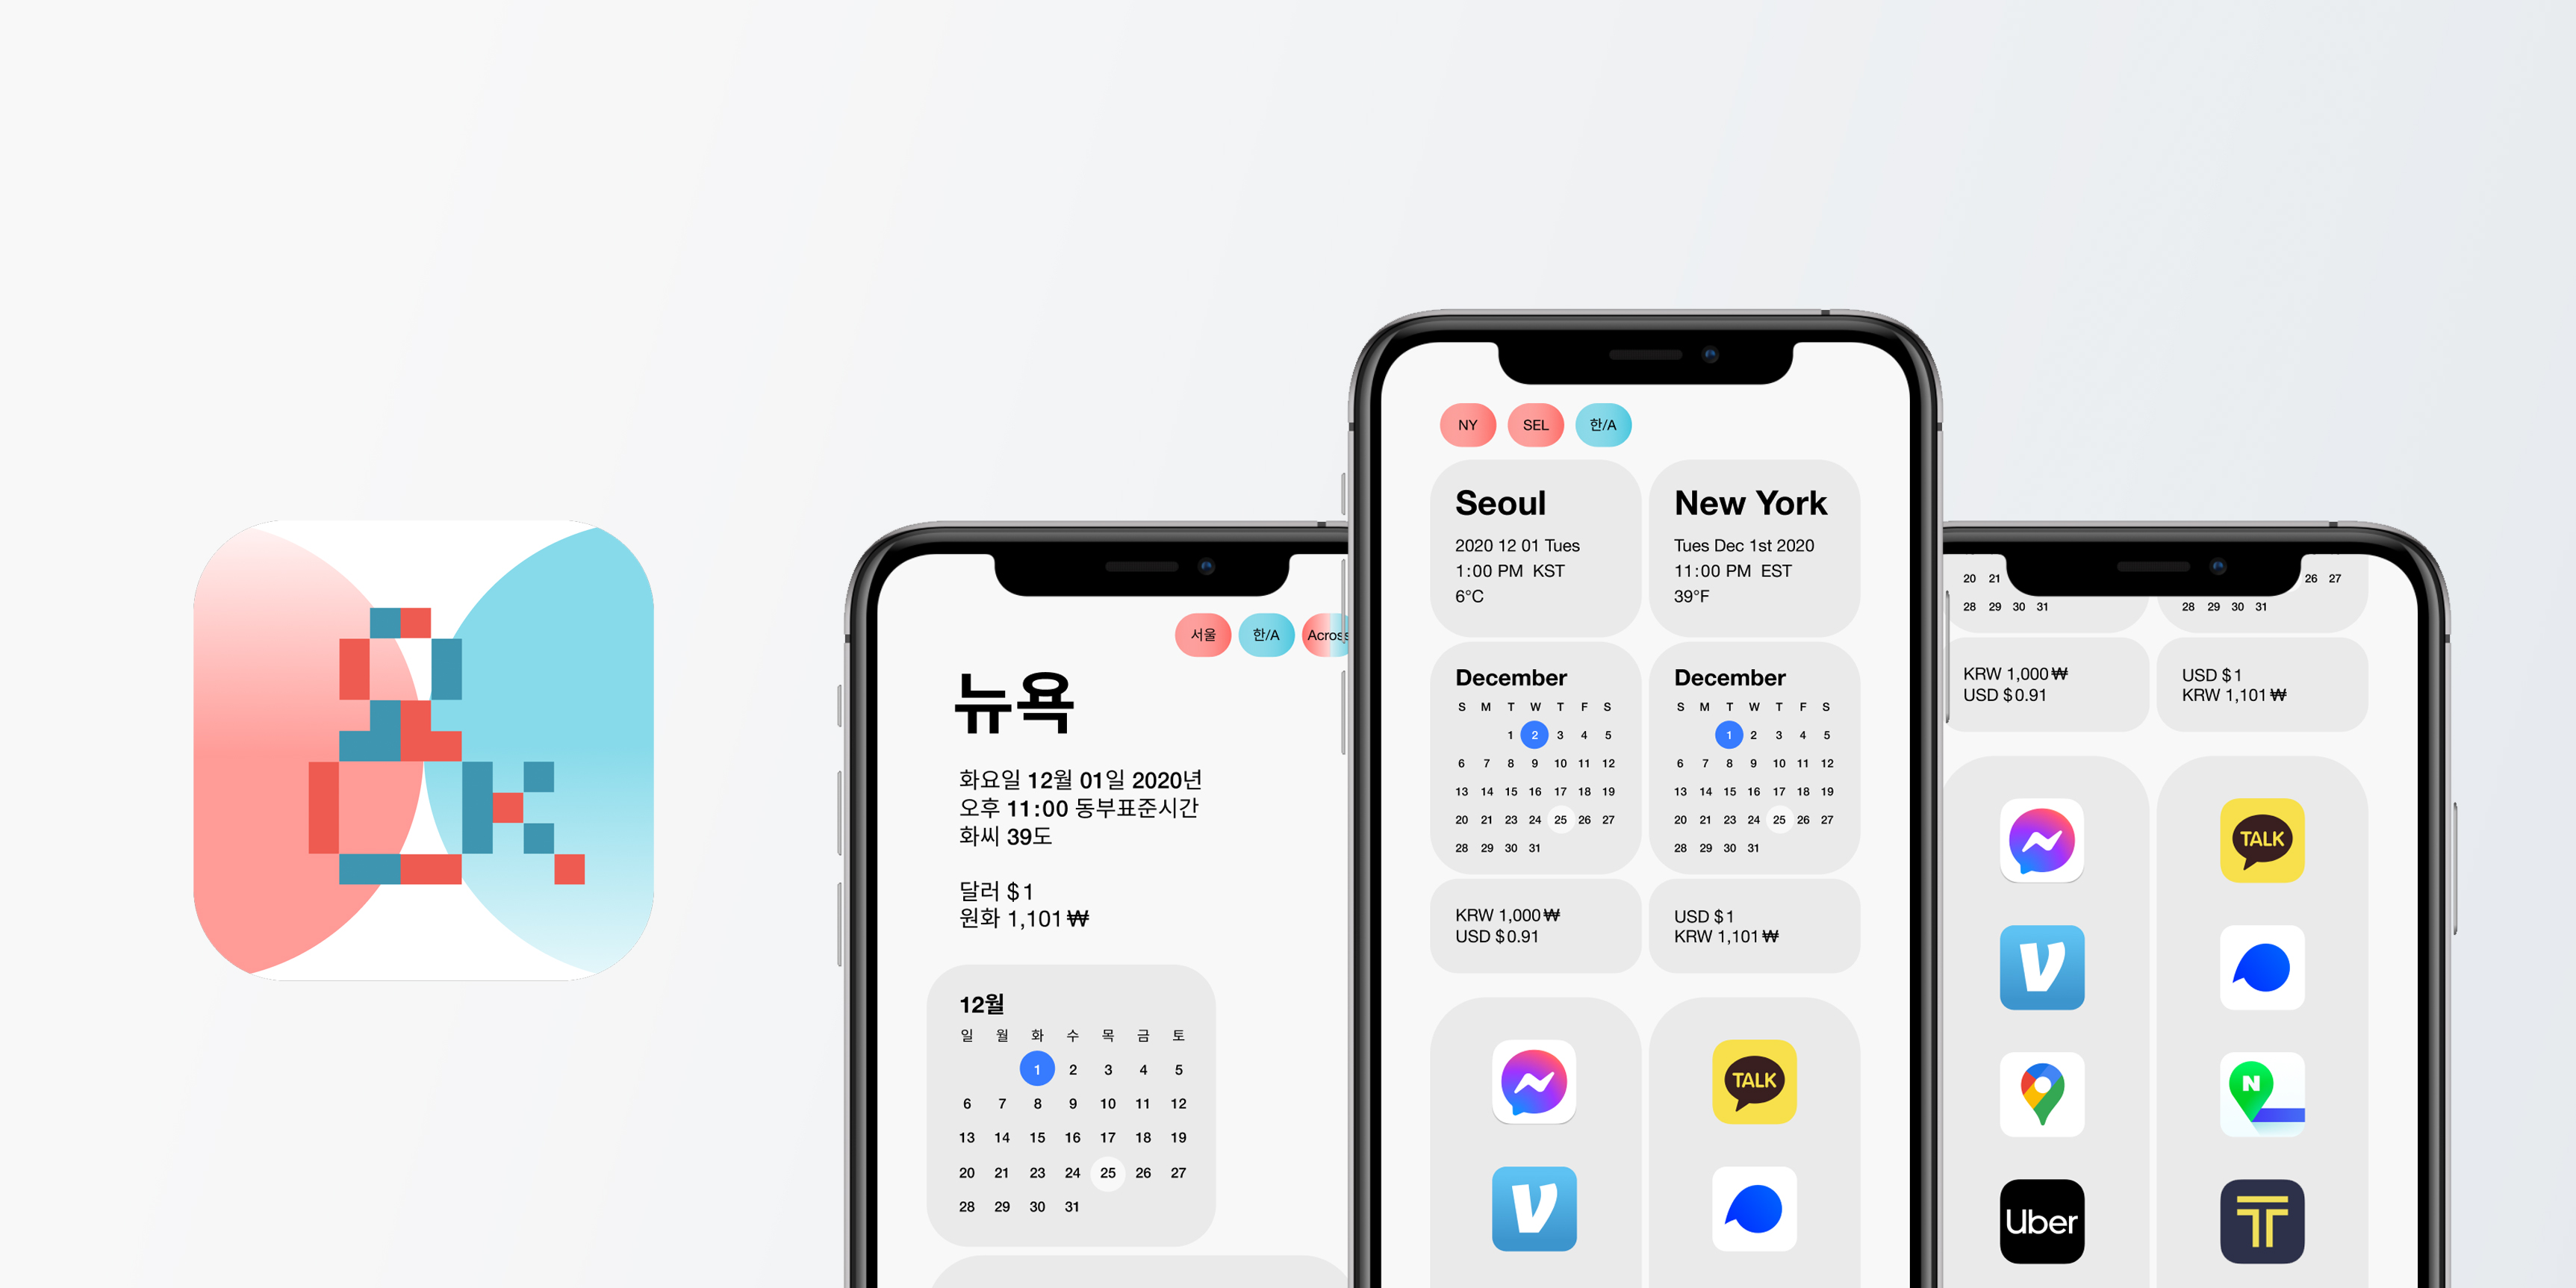 서울 한/A Across
뉴욕
화요일 12월 01일 2020년
오후 11:00 동부표준시간
화씨 39도
달러 $1
원화 1,101₩
12월
일 월 화 수 목 금 토
1 2 3 4 5
6 7 8 9 10 11 12
13 14 15 16 17 18 19
20 21 23 24 25 26 27
28 29 30 31
NY SEL 한/A
Seoul
2020 12 01 Tues
1:00 PM KST
6°C
New York
Tues Dec 1st 2020
11:00 PM EST
39°F
December
S M T W T F S
1 2 3 4 5
6 7 8 9 10 11 12
13 14 15 16 17 18 19
20 21 23 24 25 26 27
28 29 30 31
December
S M T W T F S
1 2 3 4 5
6 7 8 9 10 11 12
13 14 15 16 17 18 19
20 21 23 24 25 26 27
28 29 30 31
KRW 1,000₩
USD $0.91
USD $1
KRW 1,101₩
TALK
V
20 21
28 29 30 31
26 27
28 29 30 31
KRW 1,000₩
USD $0.91
USD $1
KRW 1,101₩
TALK
V
N
Uber
T